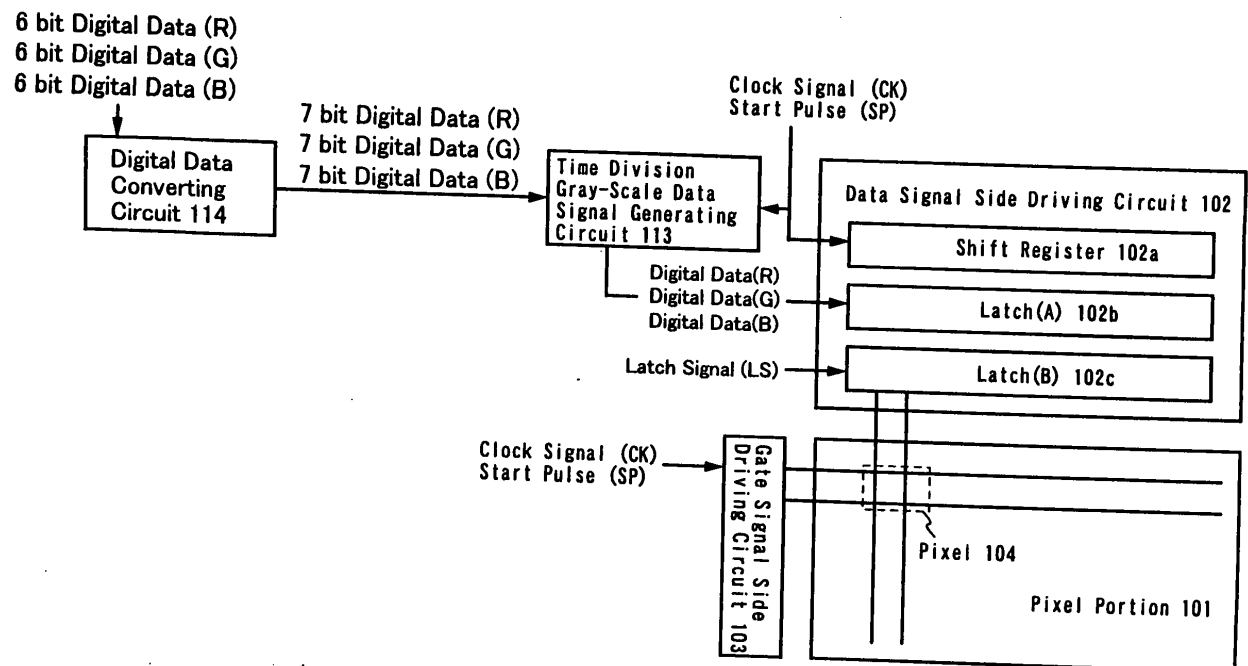 6 bit Digital Data (R)
6 bit Digital Data (G)
6 bit Digital Data (B)
Digital Data
Converting
Circuit 114
7 bit Digital Data (R)
7 bit Digital Data (G)
7 bit Digital Data (B)
Time Division
Gray-Scale Data
Signal Generating
Circuit 113
Clock Signal (CK)
Start Pulse (SP)
Data Signal Side Driving Circuit 102
Shift Register 102a
Digital Data(R)
Digital Data(G)
Digital Data(B)
Latch(A) 102b
Latch Signal (LS)
Latch(B) 102c
Clock Signal (CK)
Start Pulse (SP)
Gate Signal Side
Driving Circuit 103
Pixel 104
Pixel Portion 101